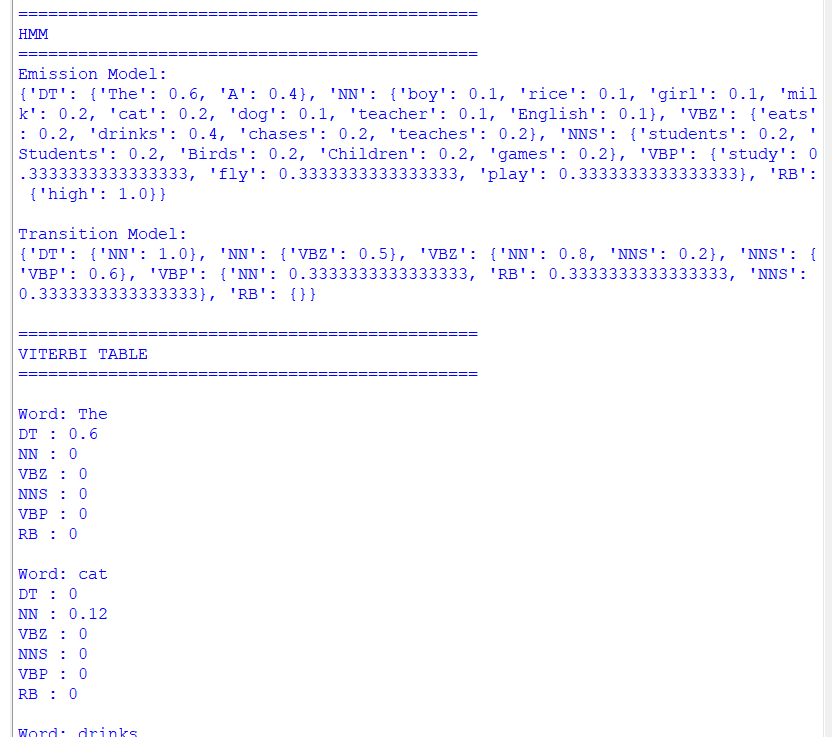 ==============================================
HMM
==============================================
Emission Model:
{'DT': {'The': 0.6, 'A': 0.4}, 'NN': {'boy': 0.1, 'rice': 0.1, 'girl': 0.1, 'mil
k': 0.2, 'cat': 0.2, 'dog': 0.1, 'teacher': 0.1, 'English': 0.1}, 'VBZ': {'eats'
: 0.2, 'drinks': 0.4, 'chases': 0.2, 'teaches': 0.2}, 'NNS': {'students': 0.2, '
Students': 0.2, 'Birds': 0.2, 'Children': 0.2, 'games': 0.2}, 'VBP': {'study': 0
.3333333333333333, 'fly': 0.3333333333333333, 'play': 0.3333333333333333}, 'RB':
 {'high': 1.0}}

Transition Model:
{'DT': {'NN': 1.0}, 'NN': {'VBZ': 0.5}, 'VBZ': {'NN': 0.8, 'NNS': 0.2}, 'NNS': {
'VBP': 0.6}, 'VBP': {'NN': 0.3333333333333333, 'RB': 0.3333333333333333, 'NNS':
0.3333333333333333}, 'RB': {}}

==============================================
VITERBI TABLE
==============================================

Word: The
DT : 0.6
NN : 0
VBZ : 0
NNS : 0
VBP : 0
RB : 0

Word: cat
DT : 0
NN : 0.12
VBZ : 0
NNS : 0
VBP : 0
RB : 0

Word: drinks